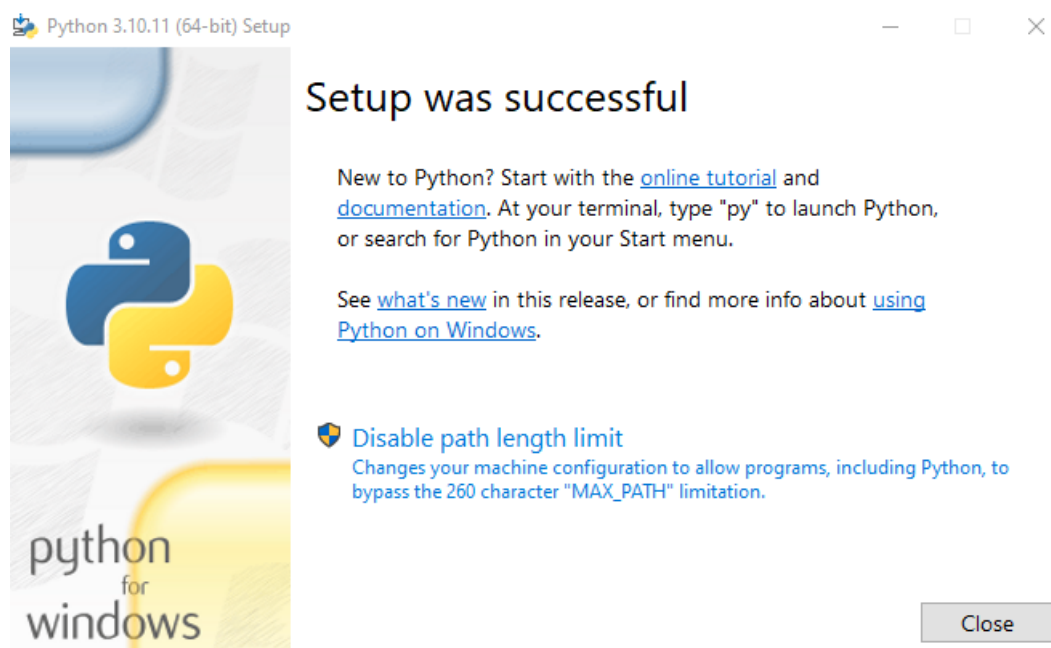 Python 3.10.11 (64-bit) Setup
Setup was successful
New to Python? Start with the online tutorial and
documentation. At your terminal, type "py" to launch Python,
or search for Python in your Start menu.
See what's new in this release, or find more info about using
Python on Windows.
Disable path length limit
Changes your machine configuration to allow programs, including Python, to
bypass the 260 character "MAX_PATH" limitation.
python
for
windows
Close